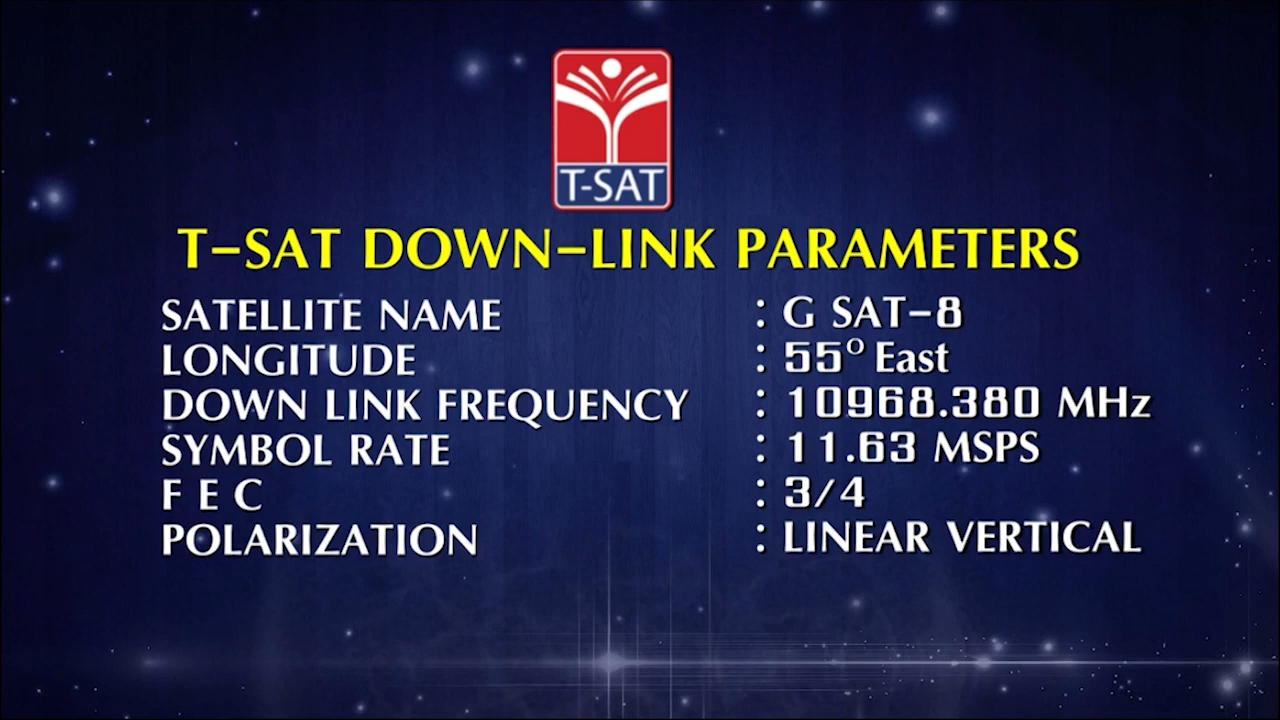 T-SAT
T-SAT DOWN-LINK PARAMETERS
SATELLITE NAME : G SAT-8
LONGITUDE : 55° East
DOWN LINK FREQUENCY : 10968.380 MHz
SYMBOL RATE : 11.63 MSPS
F E C : 3/4
POLARIZATION : LINEAR VERTICAL